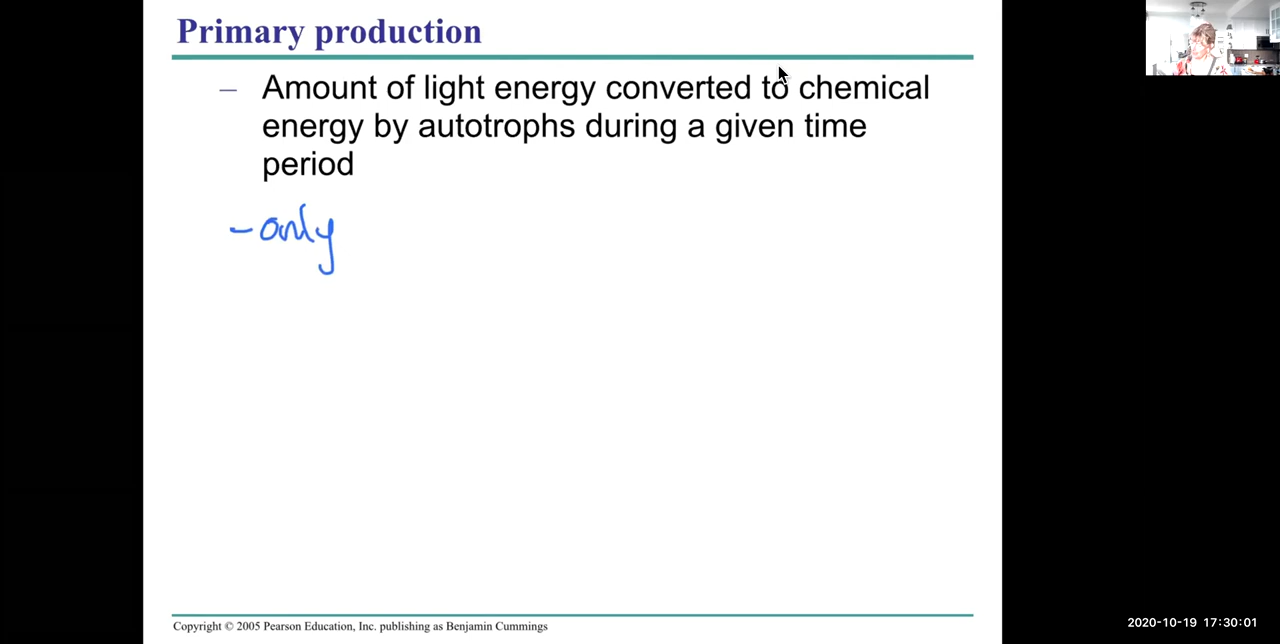 Primary production
– Amount of light energy converted to chemical
energy by autotrophs during a given time
period
- only
Copyright © 2005 Pearson Education, Inc. publishing as Benjamin Cummings
2020-10-19 17:30:01